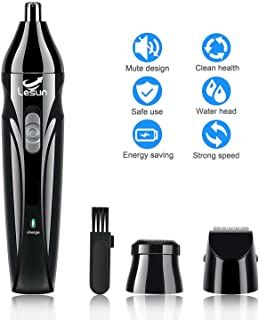 Mute design
Clean health
Safe use
Water head
Energy saving
Strong speed
Lesun
charge